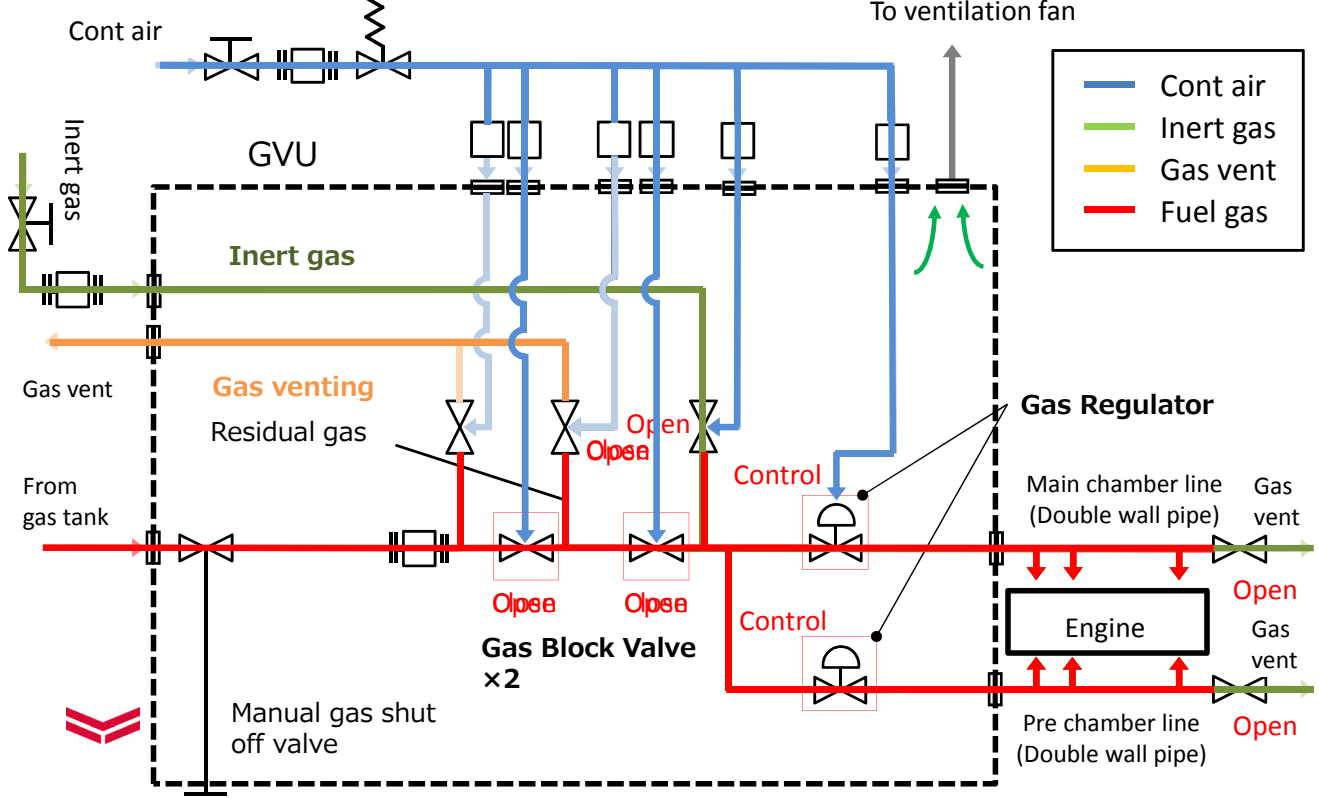 To ventilation fan
Cont air
Cont air
Inert gas
Gas vent
Fuel gas
Inert gas
GVU
Inert gas
Gas vent
Gas venting
Residual gas
Open
Open
Gas Regulator
From
gas tank
Control
Main chamber line
(Double wall pipe)
Gas
vent
Open
Open
Open
Gas Block Valve
×2
Control
Engine
Gas
vent
Manual gas shut
off valve
Pre chamber line
(Double wall pipe)
Open